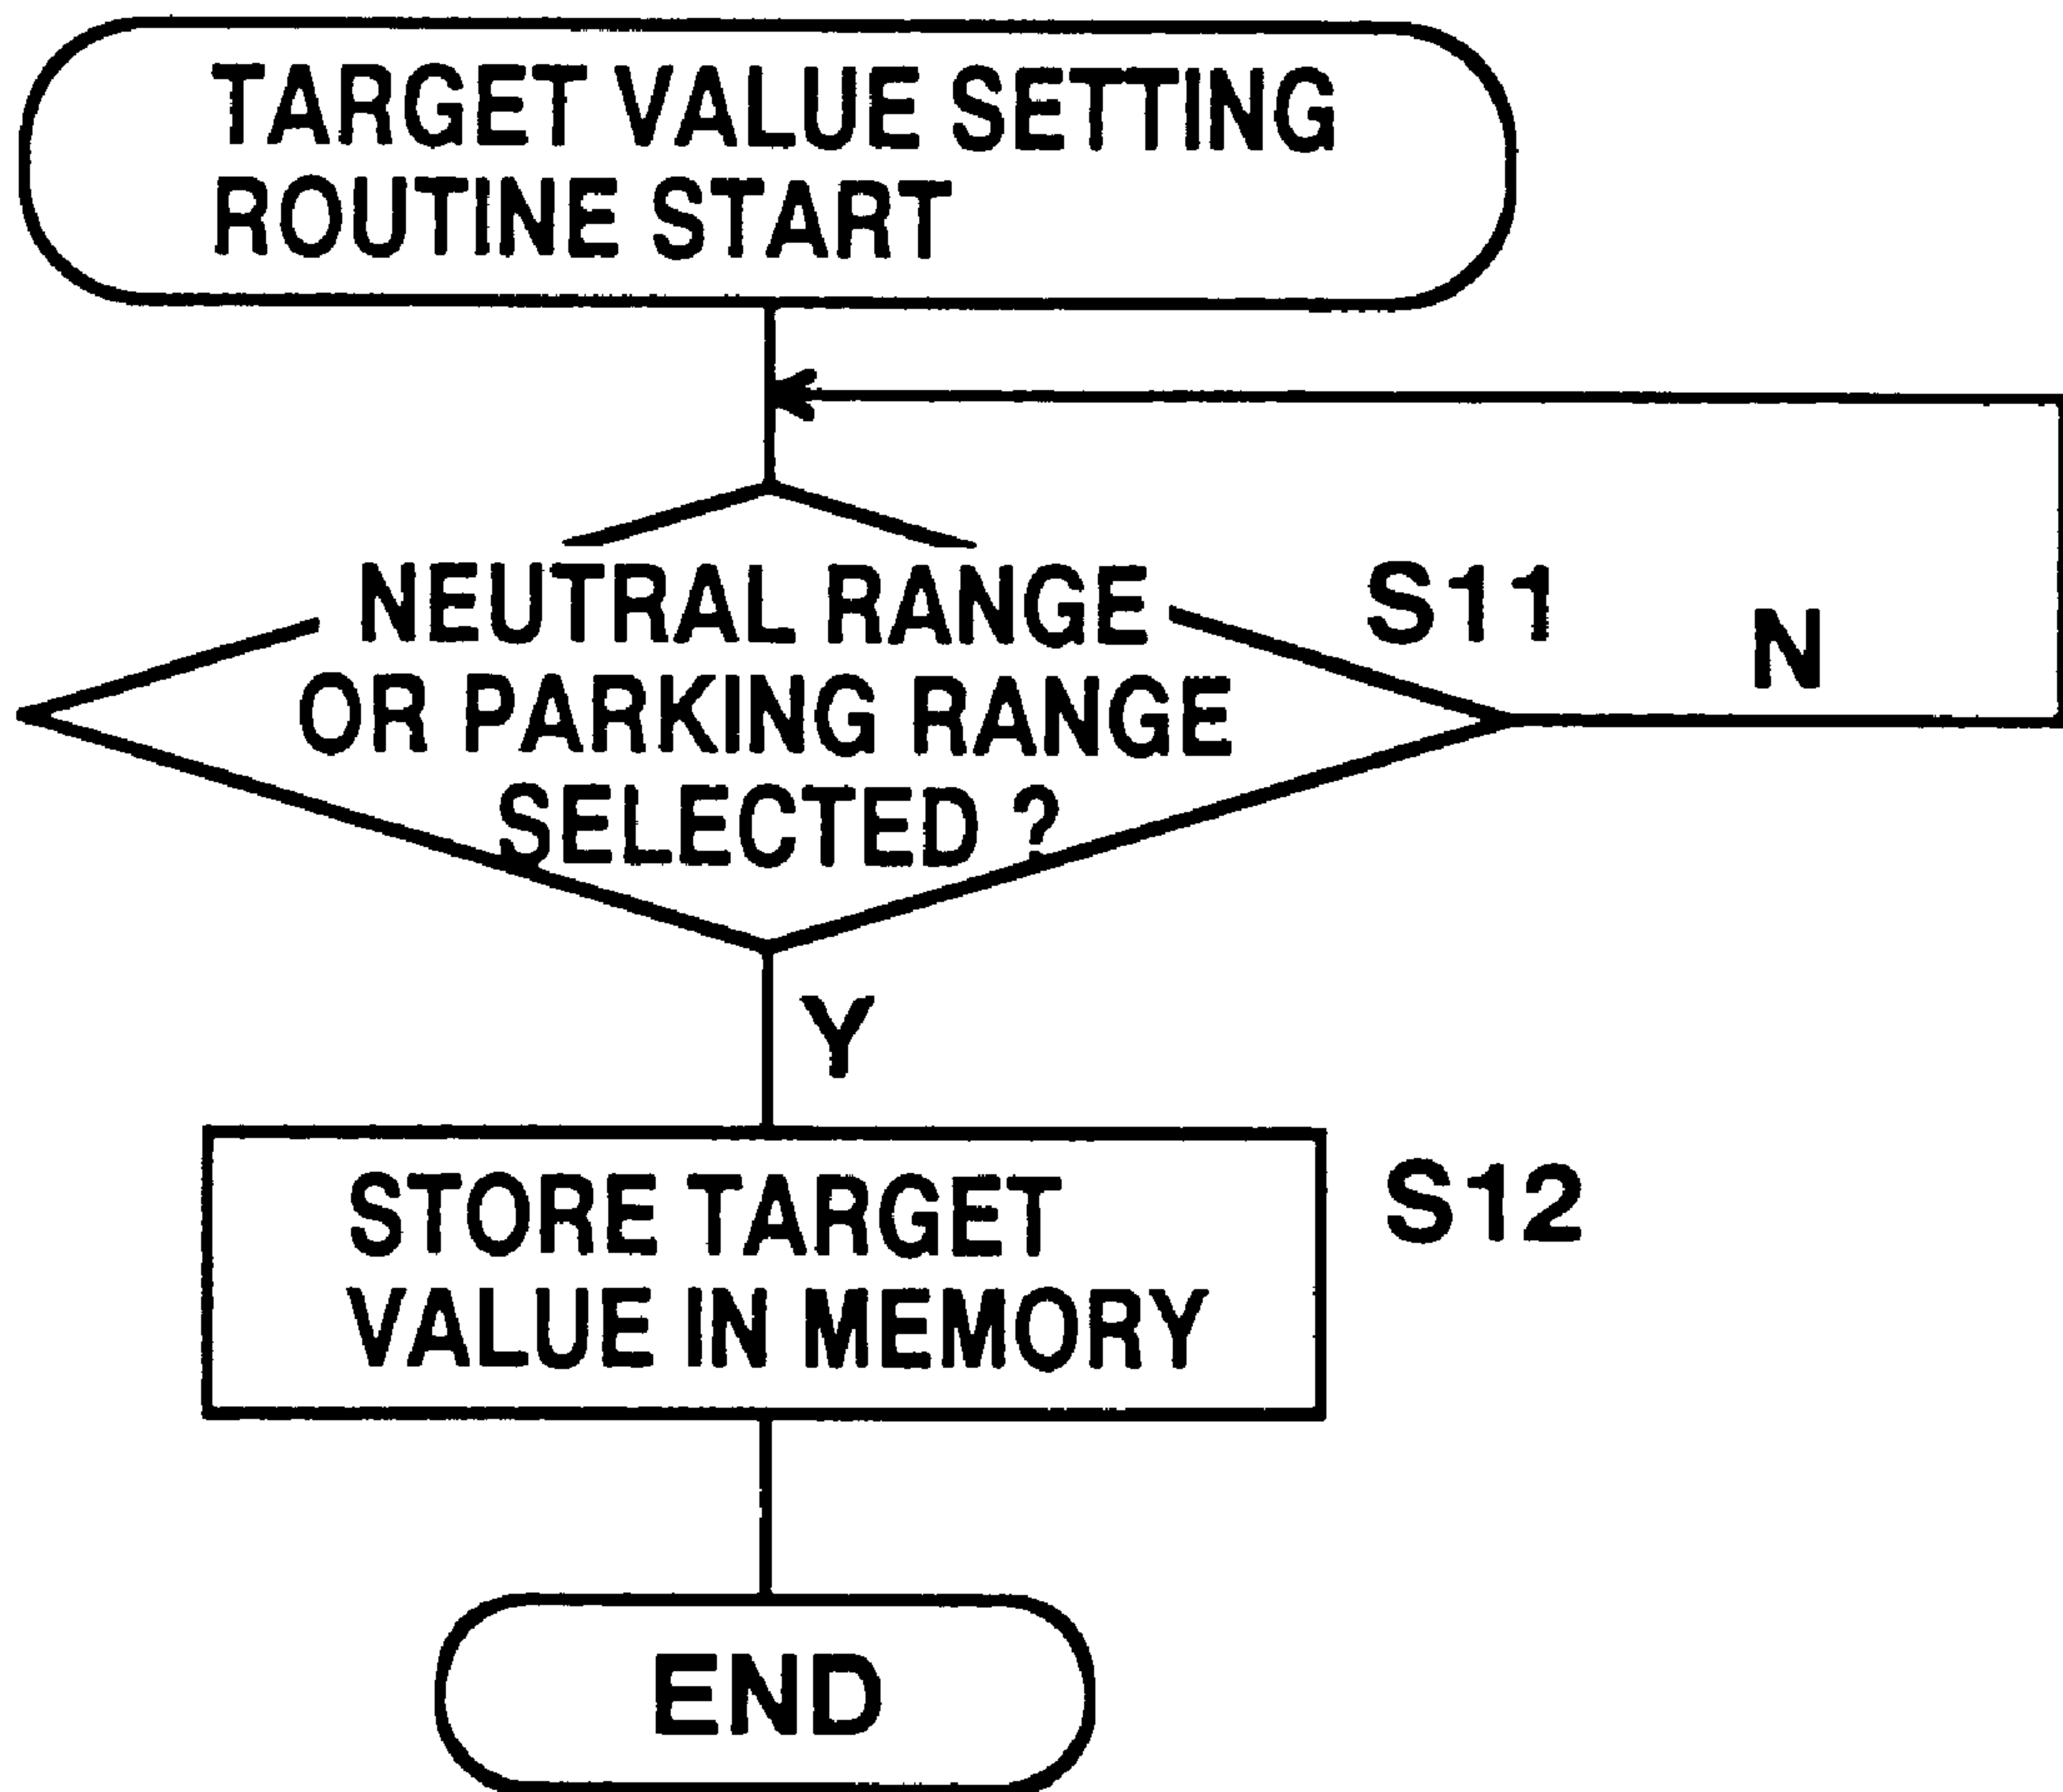 TARGET VALUE SETTING
ROUTINE START
NEUTRAL RANGE
OR PARKING RANGE
SELECTED ?
S11
N
Y
STORE TARGET
VALUE IN MEMORY
S12
END